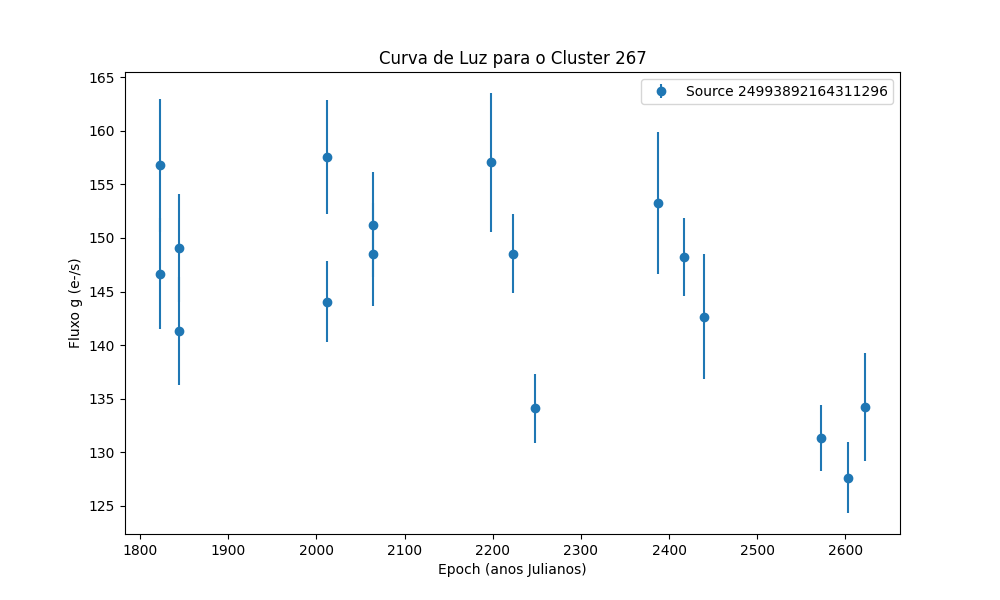 Curva de Luz para o Cluster 267
Source 24993892164311296
Fluxo g (e-/s)
165
160
155
150
145
140
135
130
125
1800 1900 2000 2100 2200 2300 2400 2500 2600
Epoch (anos Julianos)